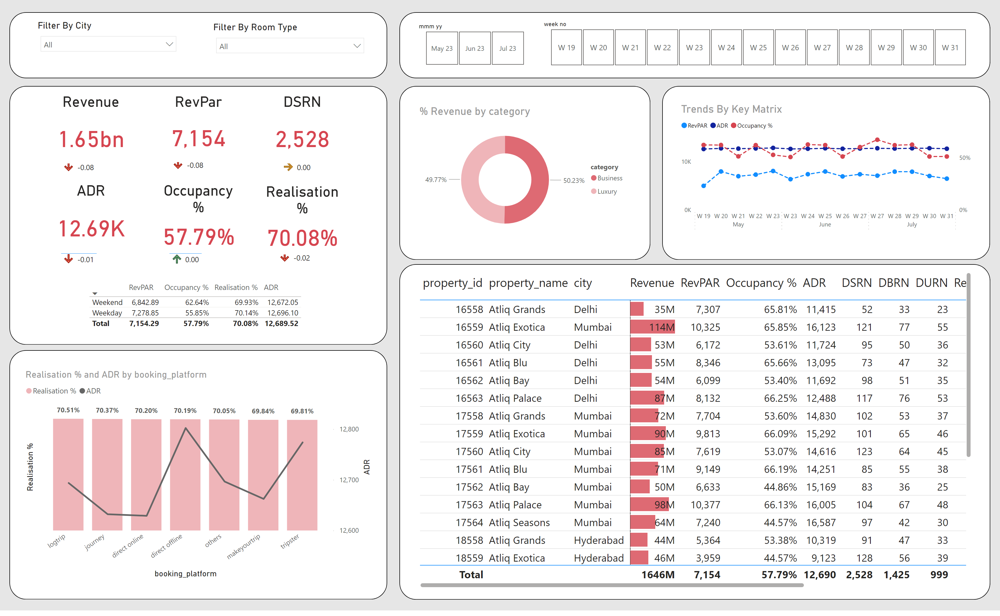 Filter By City
All
Filter By Room Type
All
mmm yy
May 23 Jun 23 Jul 23
week no
W 19 W 20 W 21 W 22 W 23 W 24 W 25 W 26 W 27 W 28 W 29 W 30 W 31
Revenue RevPar DSRN
1.65bn 7,154 2,528
-0.08 -0.08 0.00
ADR Occupancy % Realisation %
12.69K 57.79% 70.08%
-0.01 0.00 -0.02
RevPAR Occupancy % Realisation % ADR
Weekend 6,842.89 62.64% 69.93% 12,672.05
Weekday 7,278.85 55.85% 70.14% 12,696.10
Total 7,154.29 57.79% 70.08% 12,689.52
% Revenue by category
49.77%
50.23%
category
Business
Luxury
Trends By Key Matrix
RevPAR ADR Occupancy %
10K
0K
50%
0%
W 19 W 20 W 21 W 22 W 23 W 23 W 24 W 25 W 26 W 27 W 27 W 28 W 29 W 30 W 31
May June July
Realisation % and ADR by booking_platform
Realisation % ADR
70.51% 70.37% 70.20% 70.19% 70.05% 69.84% 69.81%
Realisation %
12,800
12,700
12,600
ADR
logtrip journey direct online direct offline others makeyourtrip tripster
booking_platform
property_id property_name city Revenue RevPAR Occupancy % ADR DSRN DBRN DURN Re
16558 Atliq Grands Delhi 35M 7,307 65.81% 11,415 52 33 23
16559 Atliq Exotica Mumbai 114M 10,325 65.85% 16,123 121 77 55
16560 Atliq City Delhi 53M 6,172 53.61% 11,724 95 50 36
16561 Atliq Blu Delhi 55M 8,346 65.66% 13,095 73 47 32
16562 Atliq Bay Delhi 54M 6,099 53.40% 11,692 98 51 35
16563 Atliq Palace Delhi 87M 8,132 66.25% 12,488 117 76 53
17558 Atliq Grands Mumbai 72M 7,704 53.60% 14,830 102 53 37
17559 Atliq Exotica Mumbai 90M 9,813 66.09% 15,292 101 65 46
17560 Atliq City Mumbai 85M 7,619 53.07% 14,616 123 64 45
17561 Atliq Blu Mumbai 71M 9,149 66.19% 14,251 85 55 38
17562 Atliq Bay Mumbai 50M 6,633 44.86% 15,169 83 36 25
17563 Atliq Palace Mumbai 98M 10,377 66.13% 16,005 104 67 48
17564 Atliq Seasons Mumbai 64M 7,240 44.57% 16,587 97 42 30
18558 Atliq Grands Hyderabad 44M 5,364 53.38% 10,319 91 47 33
18559 Atliq Exotica Hyderabad 46M 3,959 44.57% 9,123 128 56 39
Total 1646M 7,154 57.79% 12,690 2,528 1,425 999